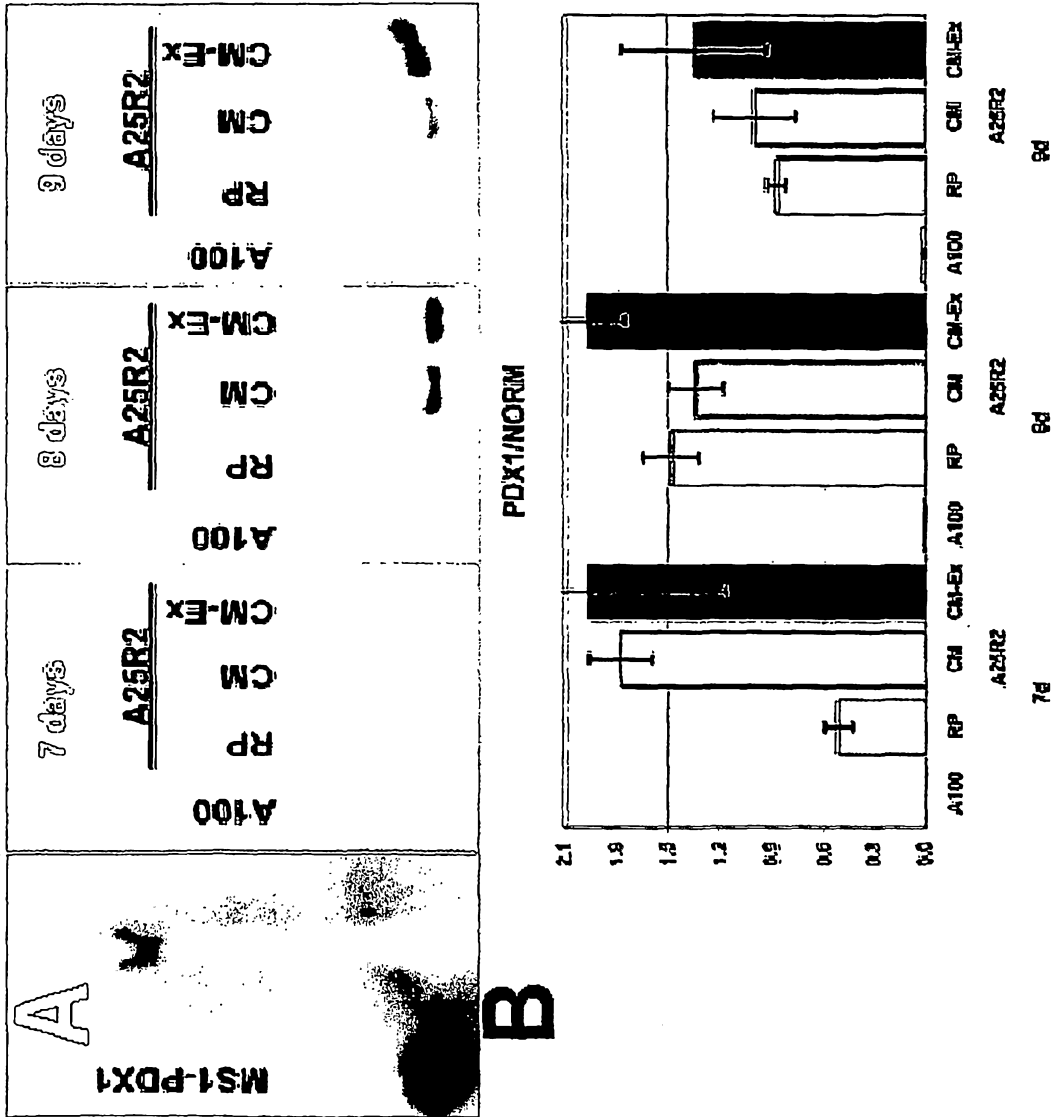 A
7 days
8 days
9 days
A25R2
A25R2
A25R2
MS1-PDX1
A100 RP CM CM-Ex
A100 RP CM CM-Ex
A100 RP CM CM-Ex
B
PDX1/NORM
2.1
1.8
1.5
1.2
0.9
0.6
0.3
0.0
A100 RP CM CM-Ex A100 RP CM CM-Ex A100 RP CM CM-Ex
A25R2 A25R2 A25R2
7d 8d 9d